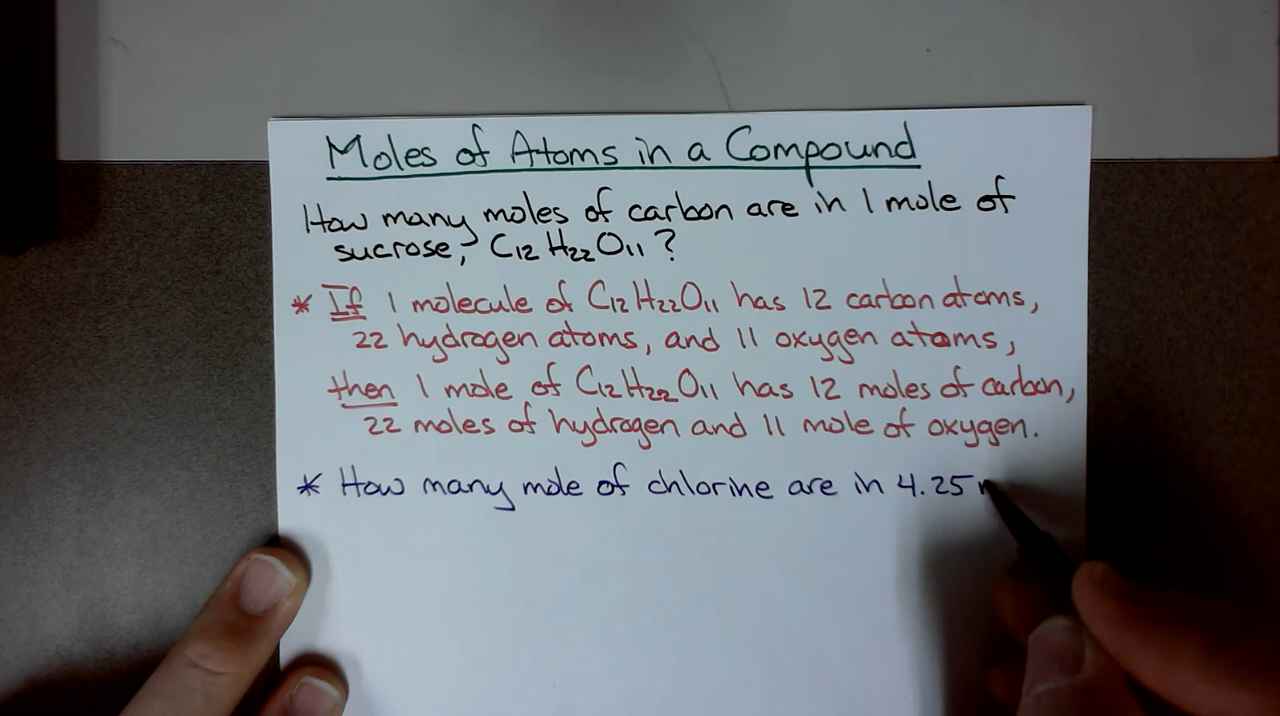 Moles of Atoms in a Compound
How many moles of carbon are in 1 mole of
sucrose, C₁₂H₂₂O₁₁?
* If 1 molecule of C₁₂H₂₂O₁₁ has 12 carbon atoms,
22 hydrogen atoms, and 11 oxygen atoms,
then 1 mole of C₁₂H₂₂O₁₁ has 12 moles of carbon,
22 moles of hydrogen and 11 mole of oxygen.
* How many mole of chlorine are in 4.25